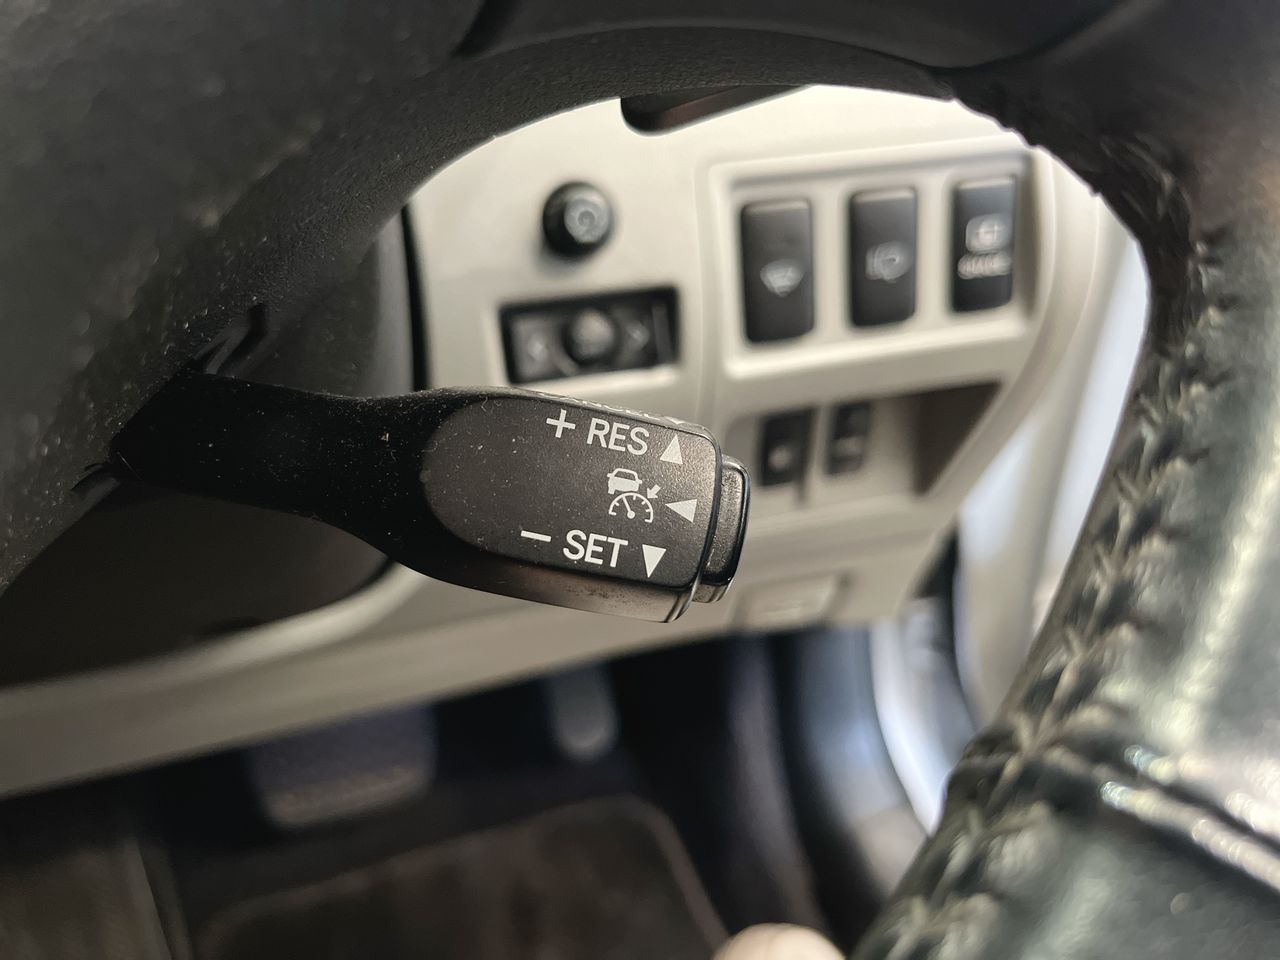 + RES
− SET